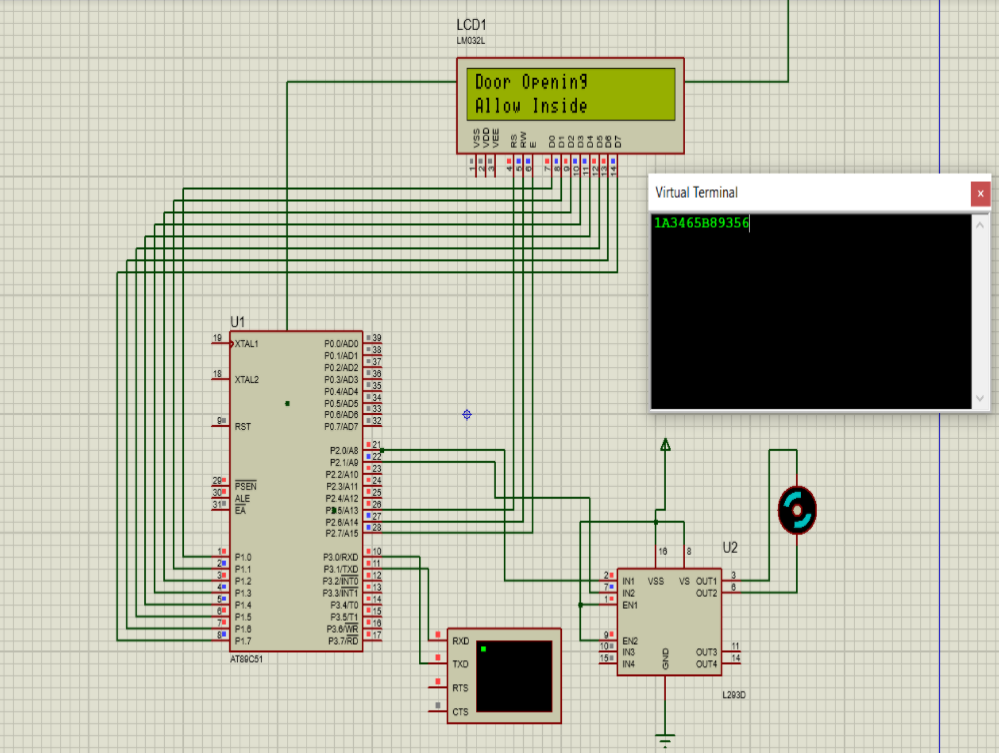 LCD1
LM032L
Door Opening
Allow Inside
VSS VDD VEE RS RW E D0 D1 D2 D3 D4 D5 D6 D7
1 2 3 4 5 6 7 8 9 10 11 12 13 14
Virtual Terminal
x
1A3465B89356
U1
19 XTAL1 P0.0/AD0 39
P0.1/AD1 38
P0.2/AD2 37
18 XTAL2 P0.3/AD3 36
P0.4/AD4 35
P0.5/AD5 34
P0.6/AD6 33
9 RST P0.7/AD7 32
P2.0/A8 21
P2.1/A9 22
P2.2/A10 23
29 PSEN P2.3/A11 24
30 ALE P2.4/A12 25
31 EA P2.5/A13 26
P2.6/A14 27
P2.7/A15 28
1 P1.0 P3.0/RXD 10
2 P1.1 P3.1/TXD 11
3 P1.2 P3.2/INT0 12
4 P1.3 P3.3/INT1 13
5 P1.4 P3.4/T0 14
6 P1.5 P3.5/T1 15
7 P1.6 P3.6/WR 16
8 P1.7 P3.7/RD 17
AT89C51
RXD
TXD
RTS
CTS
U2
16 8
2 IN1 VSS VS OUT1 3
7 IN2 OUT2 6
1 EN1
9 EN2
10 IN3 OUT3 11
15 IN4 GND OUT4 14
L293D